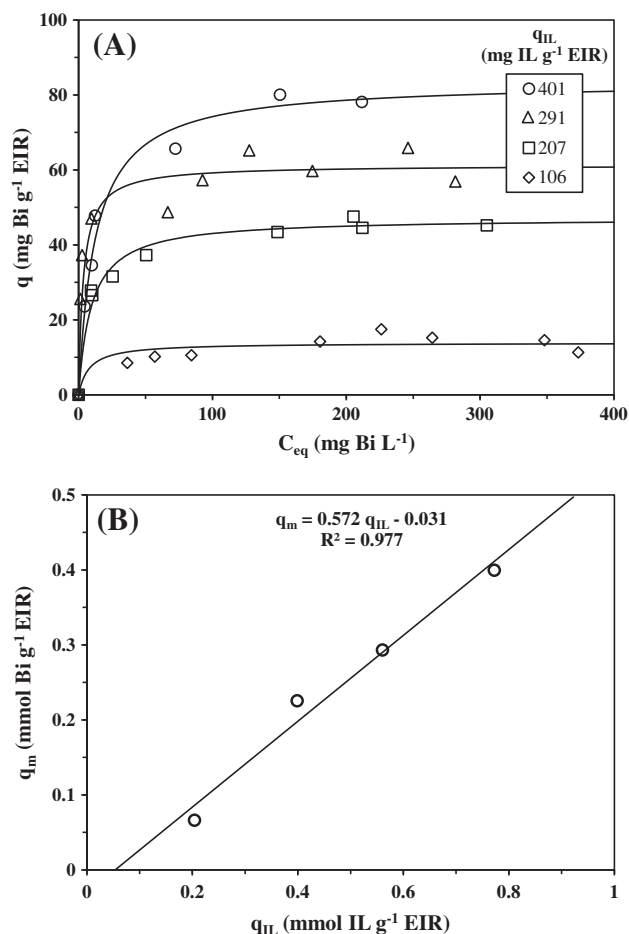 (A)
q_IL
(mg IL g⁻¹ EIR)
401
291
207
106
100
80
60
40
20
0
q (mg Bi g⁻¹ EIR)
0 100 200 300 400
C_eq (mg Bi L⁻¹)
(B)
q_m = 0.572 q_IL - 0.031
R² = 0.977
0.5
0.4
0.3
0.2
0.1
0
q_m (mmol Bi g⁻¹ EIR)
0 0.2 0.4 0.6 0.8 1
q_IL (mmol IL g⁻¹ EIR)